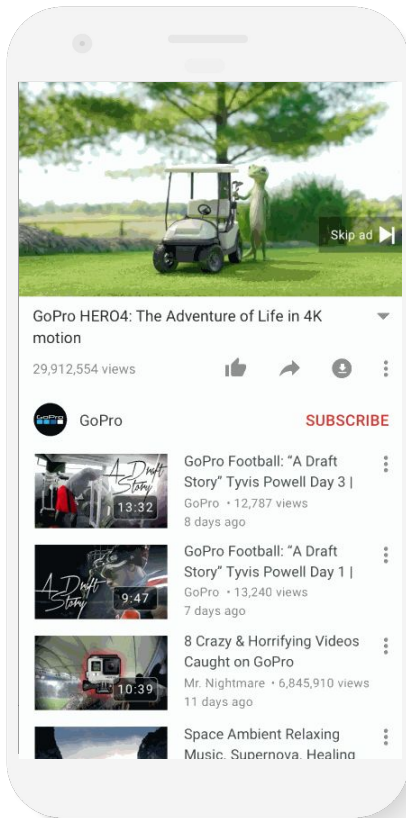 Skip ad
GoPro HERO4: The Adventure of Life in 4K
motion
29,912,554 views
GoPro
GoPro
SUBSCRIBE
A Draft
Story
13:32
GoPro Football: “A Draft
Story” Tyvis Powell Day 3 |
GoPro • 12,787 views
8 days ago
A Draft
Story
9:47
GoPro Football: “A Draft
Story” Tyvis Powell Day 1 |
GoPro • 13,240 views
7 days ago
10:39
8 Crazy & Horrifying Videos
Caught on GoPro
Mr. Nightmare • 6,845,910 views
11 days ago
Space Ambient Relaxing
Music, Supernova, Healing